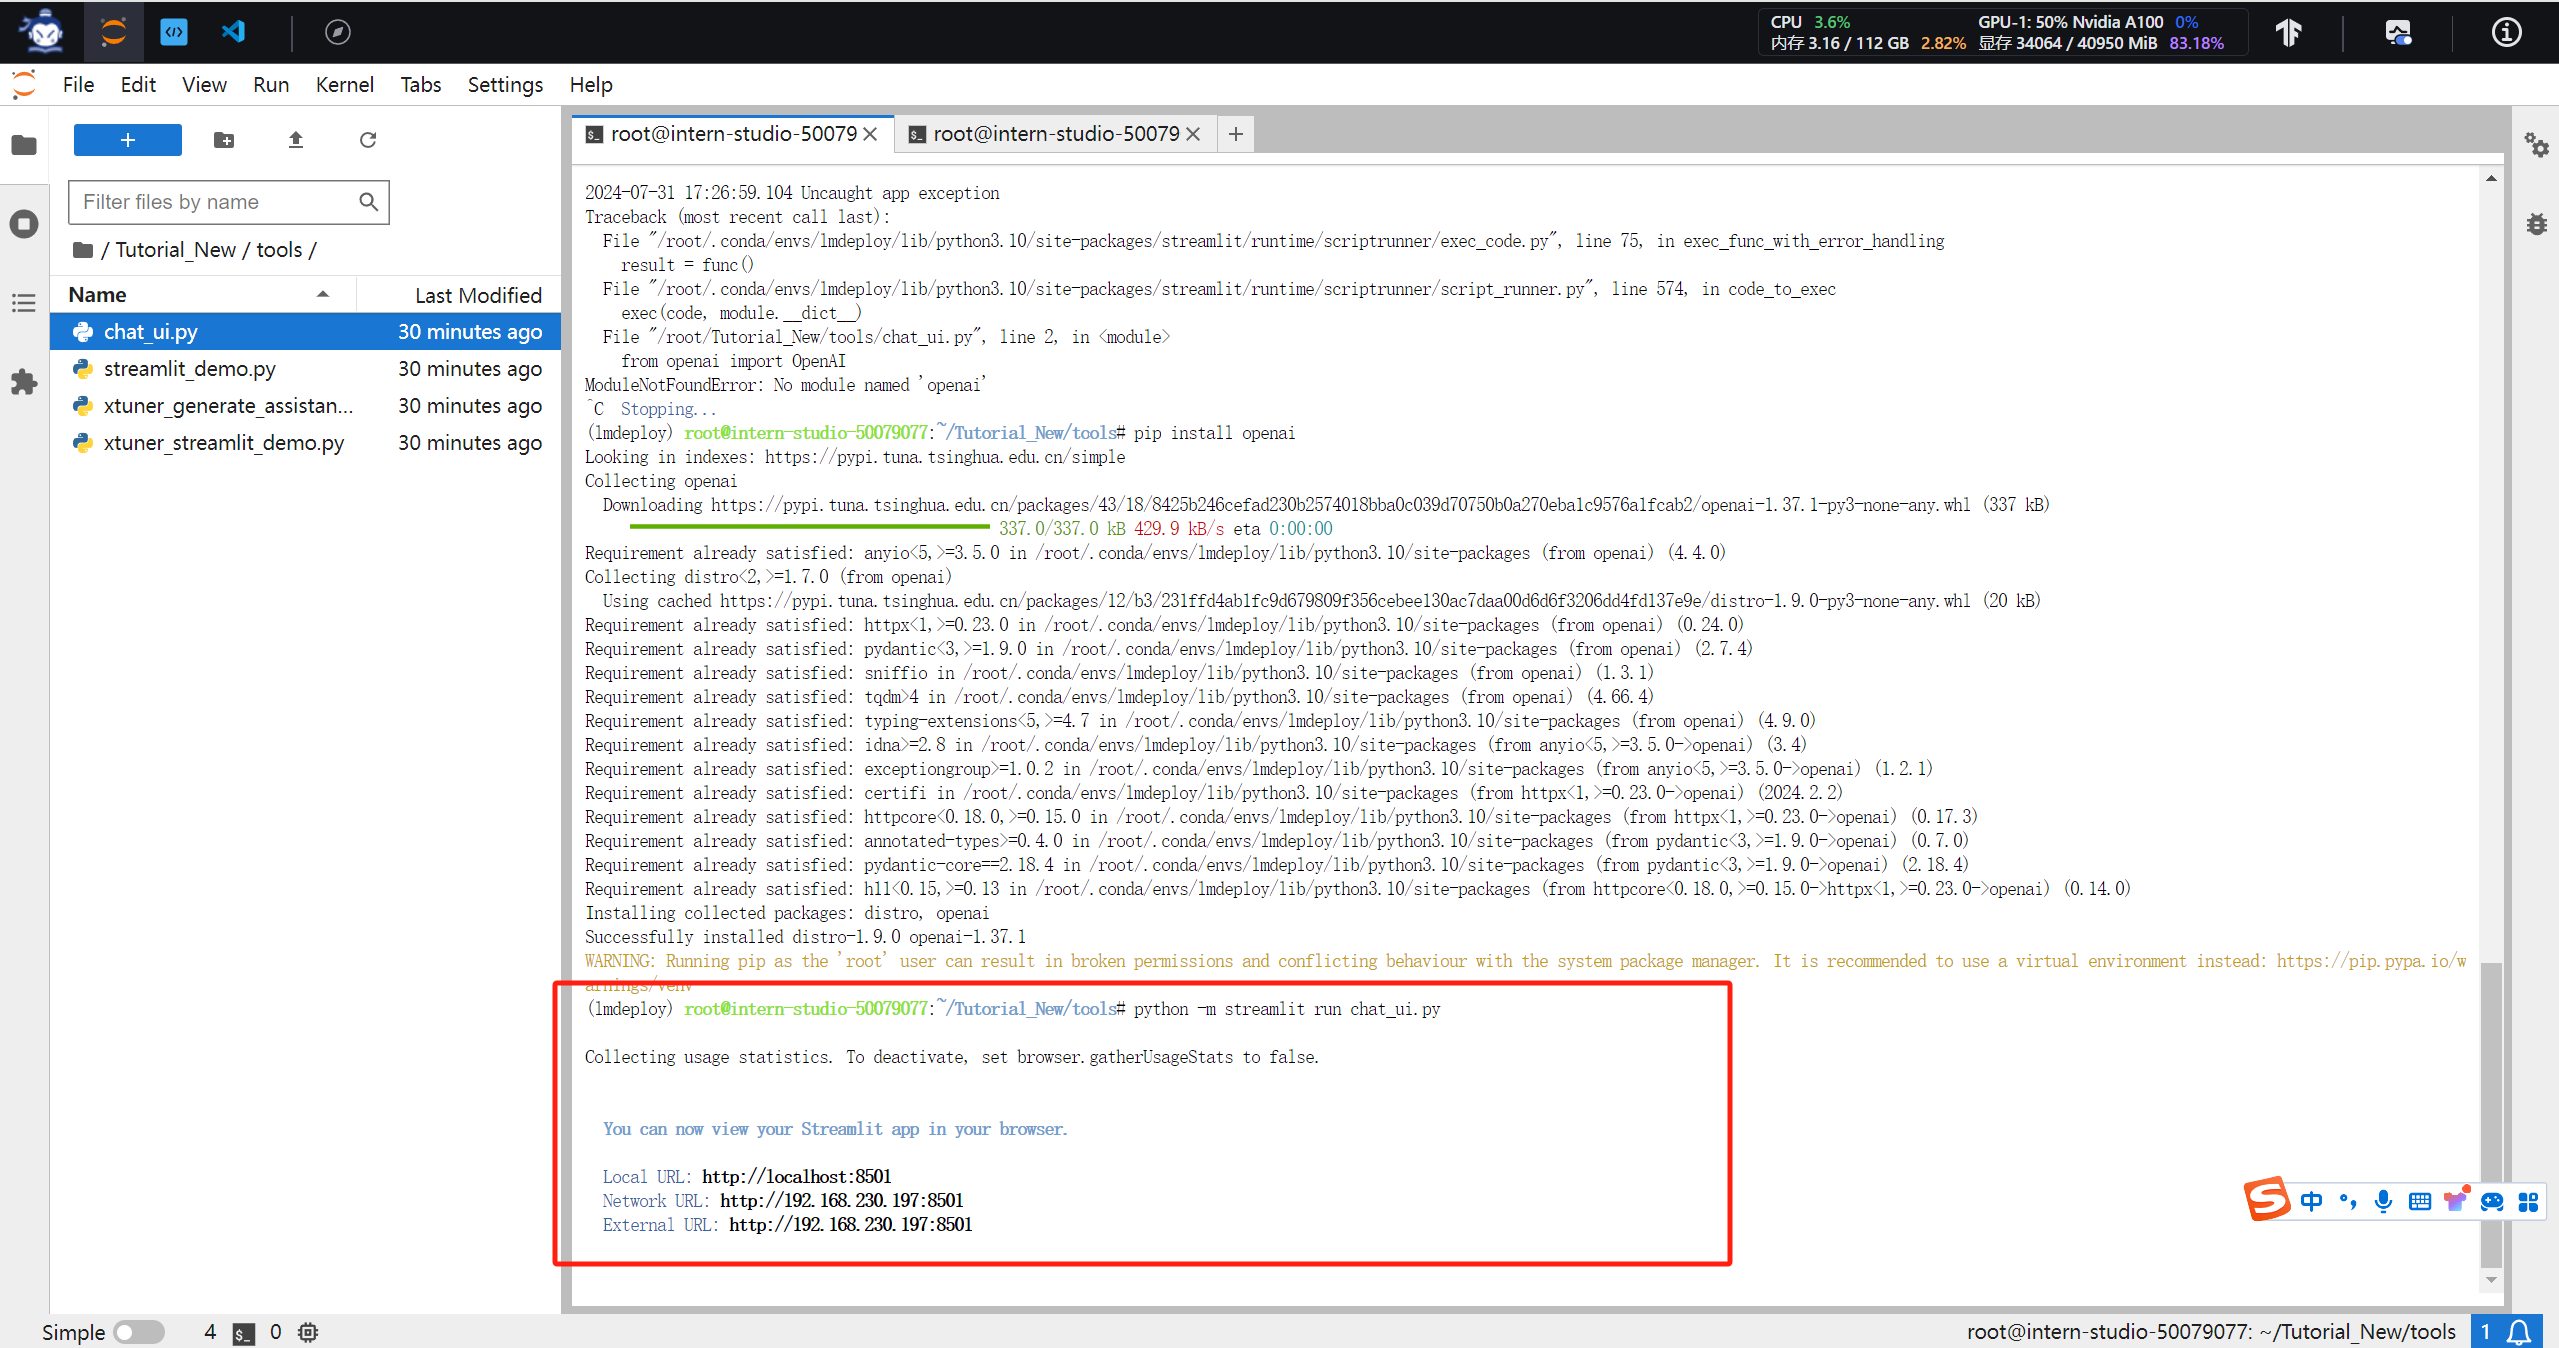 CPU 3.6% GPU-1: 50% Nvidia A100 0%
内存 3.16 / 112 GB 2.82% 显存 34064 / 40950 MiB 83.18%
File Edit View Run Kernel Tabs Settings Help
root@intern-studio-50079 root@intern-studio-50079
Filter files by name
/ Tutorial_New / tools /
Name Last Modified
chat_ui.py 30 minutes ago
streamlit_demo.py 30 minutes ago
xtuner_generate_assistan... 30 minutes ago
xtuner_streamlit_demo.py 30 minutes ago
2024-07-31 17:26:59.104 Uncaught app exception
Traceback (most recent call last):
File "/root/.conda/envs/lmdeploy/lib/python3.10/site-packages/streamlit/runtime/scriptrunner/exec_code.py", line 75, in exec_func_with_error_handling
result = func()
File "/root/.conda/envs/lmdeploy/lib/python3.10/site-packages/streamlit/runtime/scriptrunner/script_runner.py", line 574, in code_to_exec
exec(code, module.__dict__)
File "/root/Tutorial_New/tools/chat_ui.py", line 2, in <module>
from openai import OpenAI
ModuleNotFoundError: No module named 'openai'
^C Stopping...
(lmdeploy) root@intern-studio-50079077:~/Tutorial_New/tools# pip install openai
Looking in indexes: https://pypi.tuna.tsinghua.edu.cn/simple
Collecting openai
Downloading https://pypi.tuna.tsinghua.edu.cn/packages/43/18/8425b246cefad230b2574018bba0c039d70750b0a270eba1c9576a1fcab2/openai-1.37.1-py3-none-any.whl (337 kB)
337.0/337.0 kB 429.9 kB/s eta 0:00:00
Requirement already satisfied: anyio<5,>=3.5.0 in /root/.conda/envs/lmdeploy/lib/python3.10/site-packages (from openai) (4.4.0)
Collecting distro<2,>=1.7.0 (from openai)
Using cached https://pypi.tuna.tsinghua.edu.cn/packages/12/b3/231ffd4ab1fc9d679809f356cebee130ac7daa00d6d6f3206dd4fd137e9e/distro-1.9.0-py3-none-any.whl (20 kB)
Requirement already satisfied: httpx<1,>=0.23.0 in /root/.conda/envs/lmdeploy/lib/python3.10/site-packages (from openai) (0.24.0)
Requirement already satisfied: pydantic<3,>=1.9.0 in /root/.conda/envs/lmdeploy/lib/python3.10/site-packages (from openai) (2.7.4)
Requirement already satisfied: sniffio in /root/.conda/envs/lmdeploy/lib/python3.10/site-packages (from openai) (1.3.1)
Requirement already satisfied: tqdm>4 in /root/.conda/envs/lmdeploy/lib/python3.10/site-packages (from openai) (4.66.4)
Requirement already satisfied: typing-extensions<5,>=4.7 in /root/.conda/envs/lmdeploy/lib/python3.10/site-packages (from openai) (4.9.0)
Requirement already satisfied: idna>=2.8 in /root/.conda/envs/lmdeploy/lib/python3.10/site-packages (from anyio<5,>=3.5.0->openai) (3.4)
Requirement already satisfied: exceptiongroup>=1.0.2 in /root/.conda/envs/lmdeploy/lib/python3.10/site-packages (from anyio<5,>=3.5.0->openai) (1.2.1)
Requirement already satisfied: certifi in /root/.conda/envs/lmdeploy/lib/python3.10/site-packages (from httpx<1,>=0.23.0->openai) (2024.2.2)
Requirement already satisfied: httpcore<0.18.0,>=0.15.0 in /root/.conda/envs/lmdeploy/lib/python3.10/site-packages (from httpx<1,>=0.23.0->openai) (0.17.3)
Requirement already satisfied: annotated-types>=0.4.0 in /root/.conda/envs/lmdeploy/lib/python3.10/site-packages (from pydantic<3,>=1.9.0->openai) (0.7.0)
Requirement already satisfied: pydantic-core==2.18.4 in /root/.conda/envs/lmdeploy/lib/python3.10/site-packages (from pydantic<3,>=1.9.0->openai) (2.18.4)
Requirement already satisfied: h11<0.15,>=0.13 in /root/.conda/envs/lmdeploy/lib/python3.10/site-packages (from httpcore<0.18.0,>=0.15.0->httpx<1,>=0.23.0->openai) (0.14.0)
Installing collected packages: distro, openai
Successfully installed distro-1.9.0 openai-1.37.1
WARNING: Running pip as the 'root' user can result in broken permissions and conflicting behaviour with the system package manager. It is recommended to use a virtual environment instead: https://pip.pypa.io/w
arnings/venv
(lmdeploy) root@intern-studio-50079077:~/Tutorial_New/tools# python -m streamlit run chat_ui.py
Collecting usage statistics. To deactivate, set browser.gatherUsageStats to false.
You can now view your Streamlit app in your browser.
Local URL: http://localhost:8501
Network URL: http://192.168.230.197:8501
External URL: http://192.168.230.197:8501
中
Simple 4 0 root@intern-studio-50079077: ~/Tutorial_New/tools 1